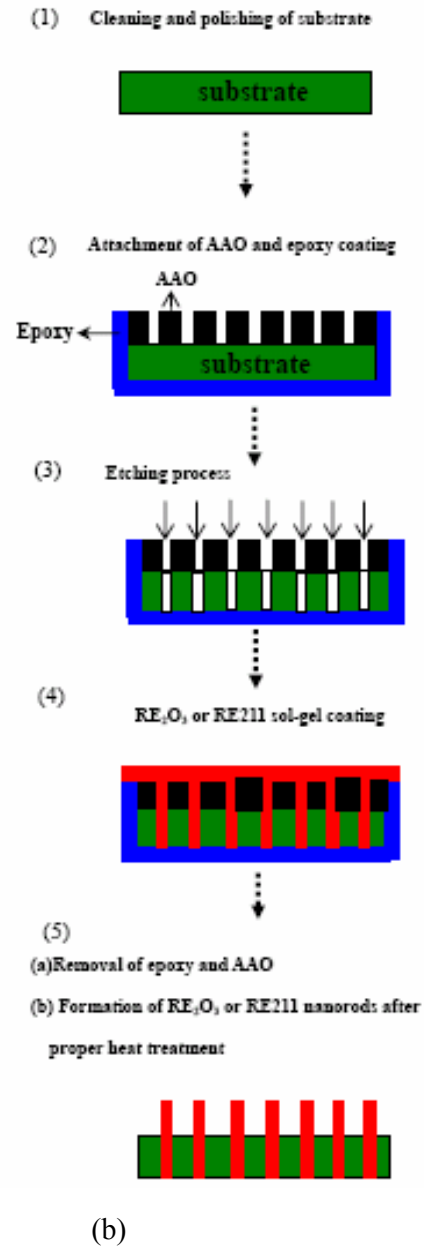 (1) Cleaning and polishing of substrate
substrate
(2) Attachment of AAO and epoxy coating
AAO
Epoxy
substrate
(3) Etching process
(4)
RE₂O₃ or RE211 sol-gel coating
(5)
(a)Removal of epoxy and AAO
(b) Formation of RE₂O₃ or RE211 nanorods after
proper heat treatment
(b)